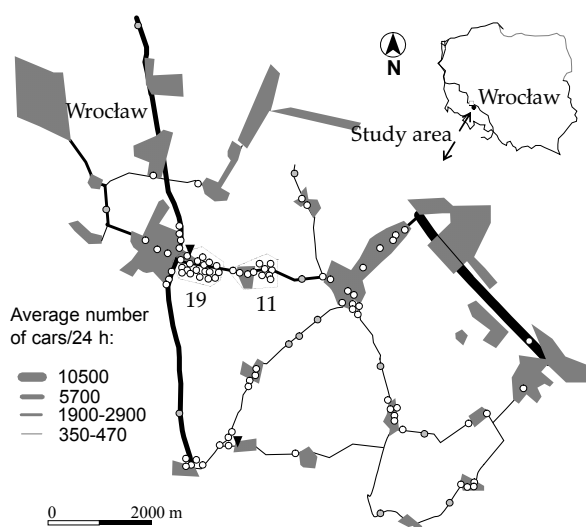 N
Wrocław
Wrocław
Study area
19
11
Average number
of cars/24 h:
10500
5700
1900-2900
350-470
0 2000 m